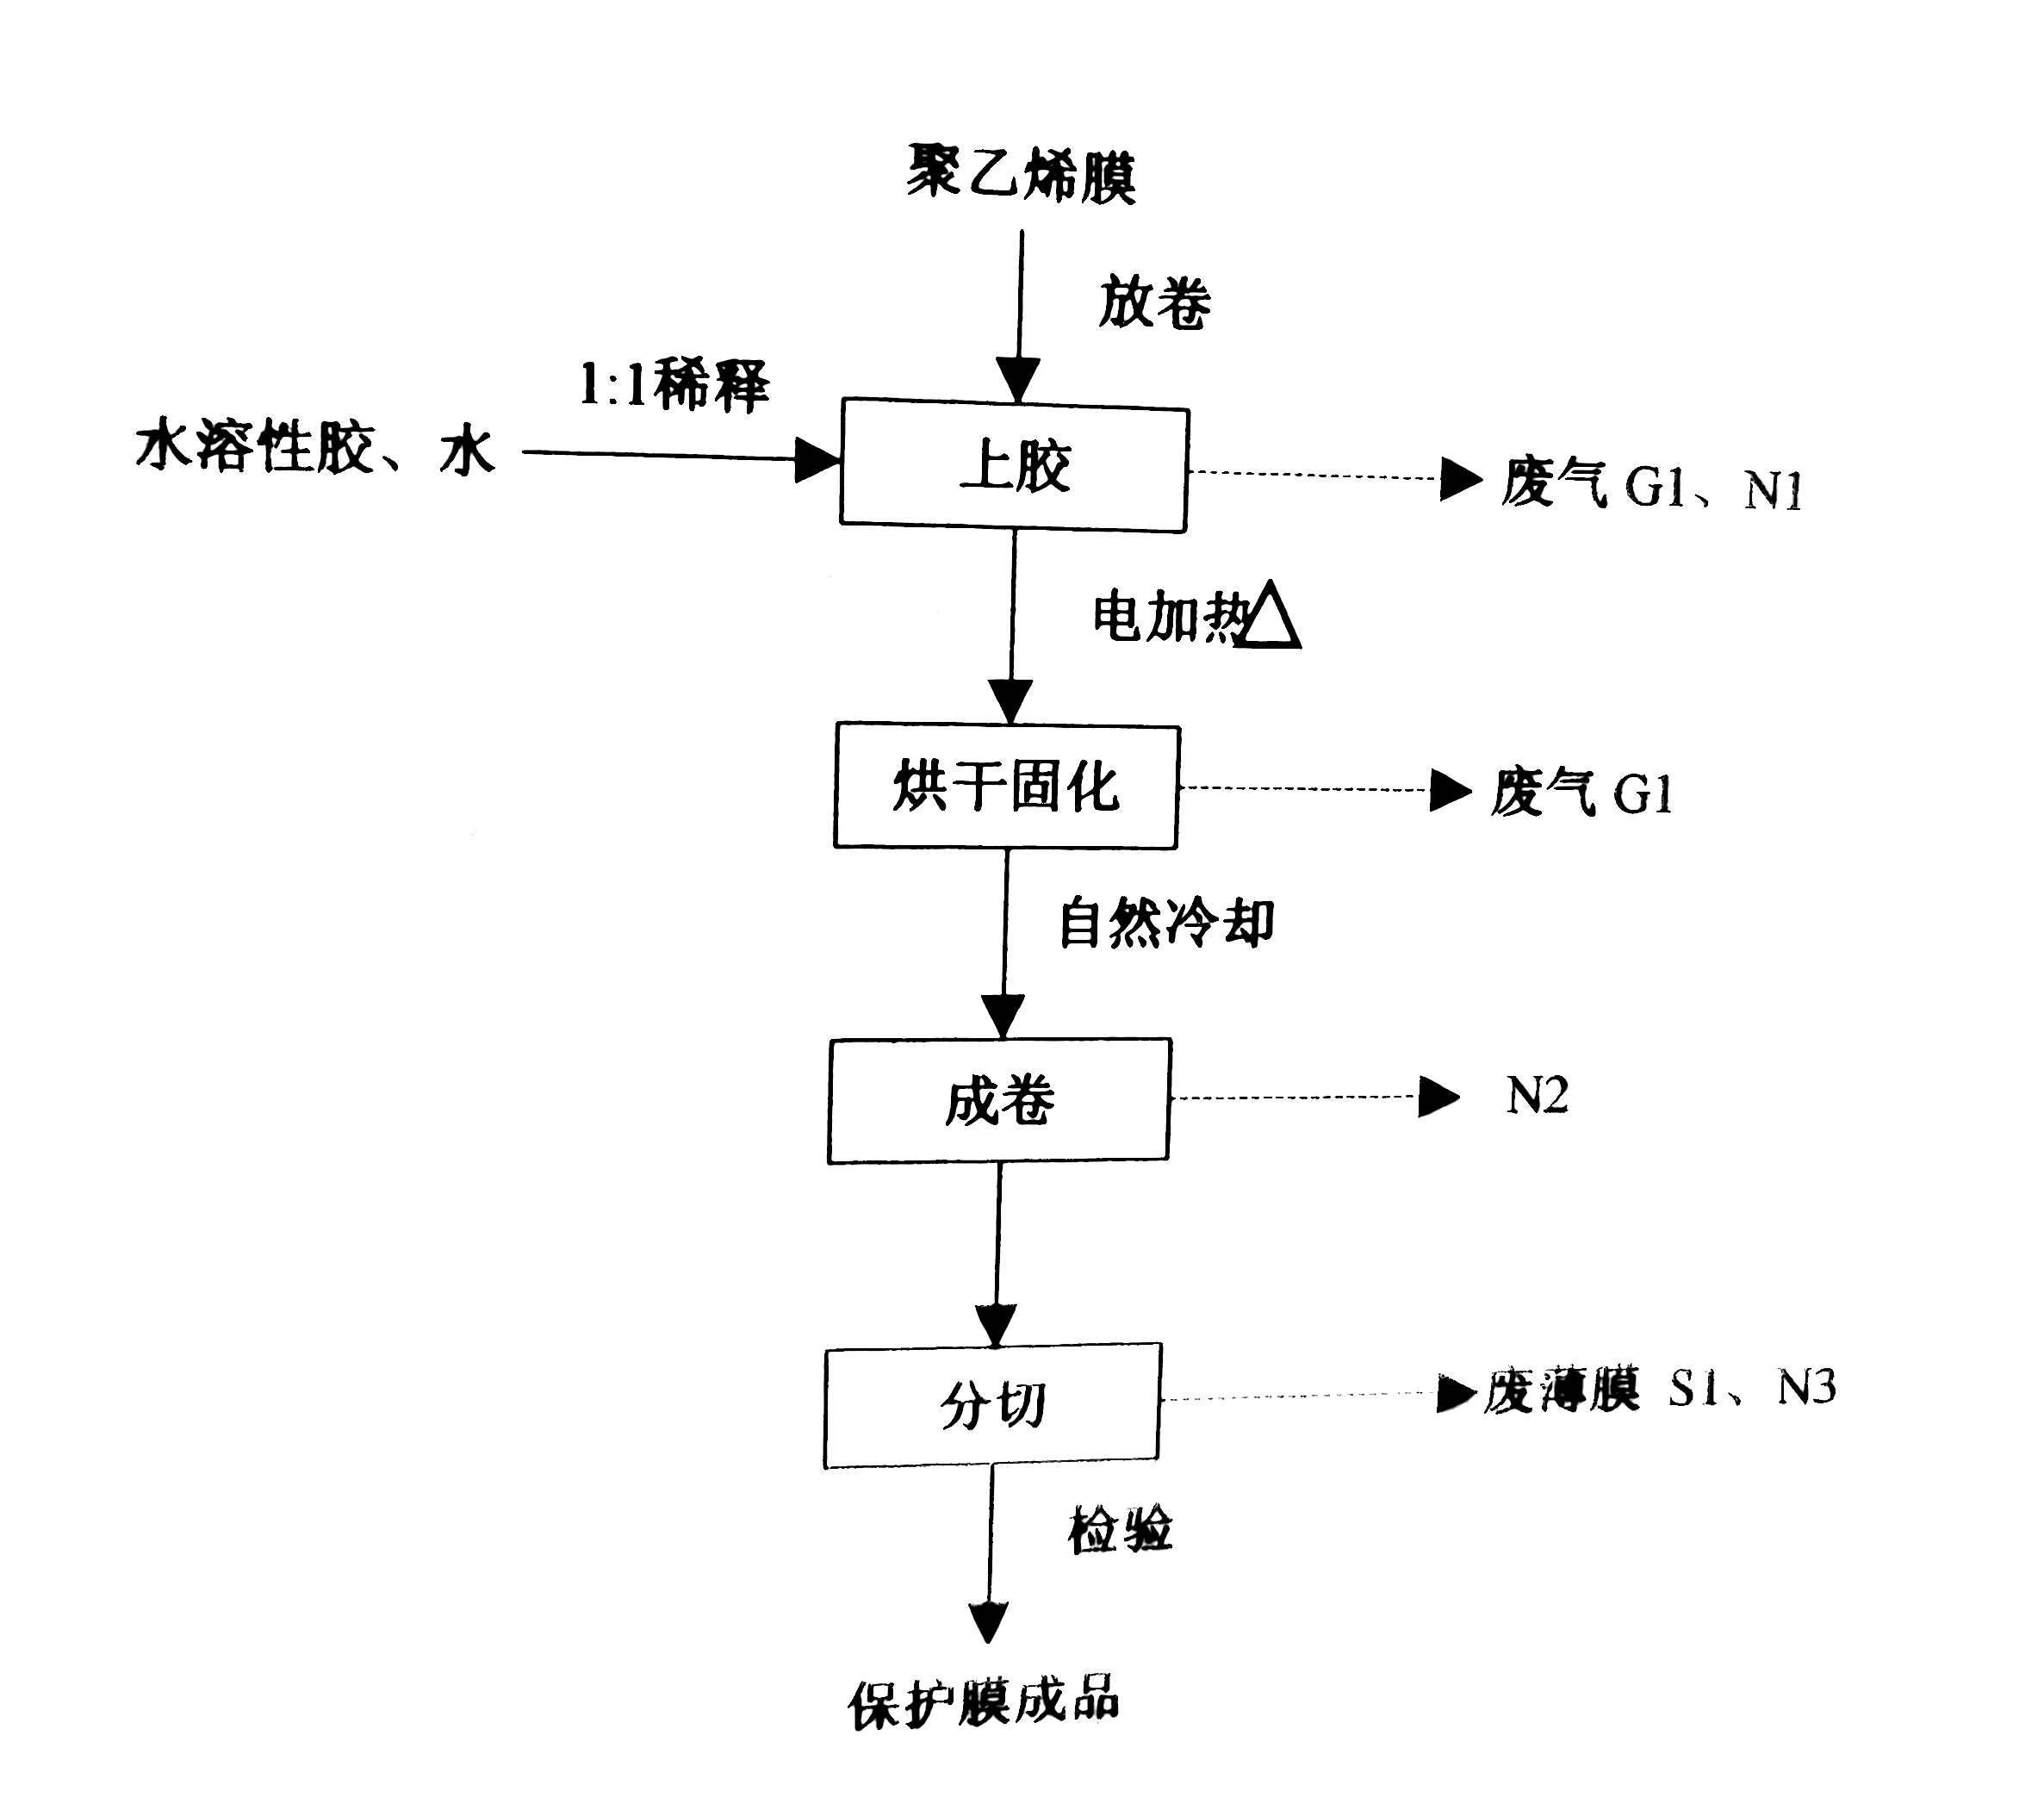 聚乙烯膜
放卷
1:1稀释
水溶性胶、水
上胶
废气 G1、N1
电加热△
烘干固化
废气 G1
自然冷却
成卷
N2
分切
废薄膜 S1、N3
检验
保护膜成品